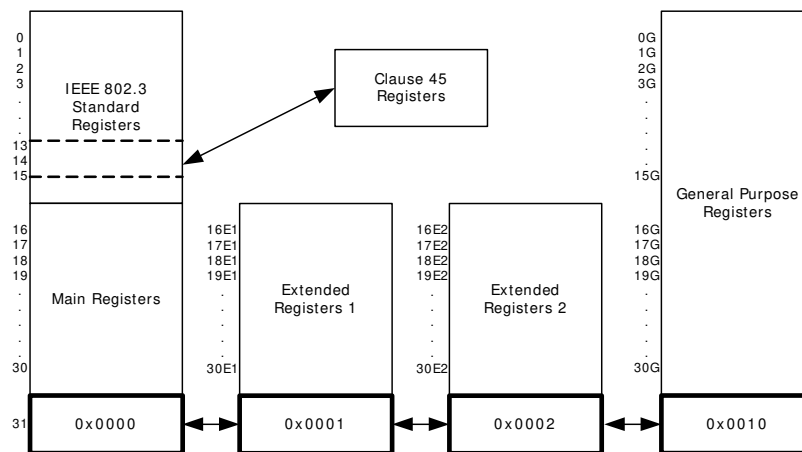 0
1
2
3
.
.
.
13
14
15
IEEE 802.3
Standard
Registers
Clause 45
Registers
16
17
18
19
.
.
.
.
.
30
Main Registers
16E1
17E1
18E1
19E1
.
.
.
.
.
30E1
Extended
Registers 1
16E2
17E2
18E2
19E2
.
.
.
.
.
30E2
Extended
Registers 2
0G
1G
2G
3G
.
.
.
.
.
15G
16G
17G
18G
19G
.
.
.
.
.
30G
General Purpose
Registers
31
0x0000
0x0001
0x0002
0x0010